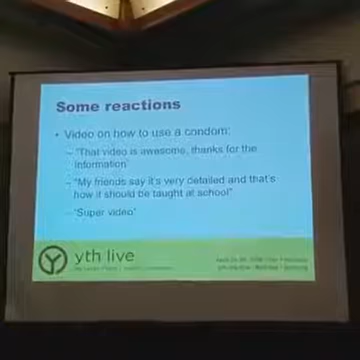 Some reactions
• Video on how to use a condom:
– "That video is awesome, thanks for the
information"
– "My friends say it's very detailed and that's
how it should be taught at school"
– "Super video"
yth live